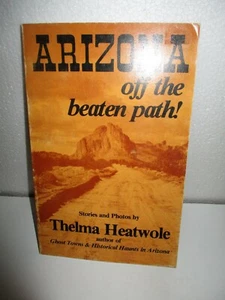 ARIZONA
off the
beaten path!
Stories and Photos by
Thelma Heatwole
author of
Ghost Towns & Historical Haunts in Arizona